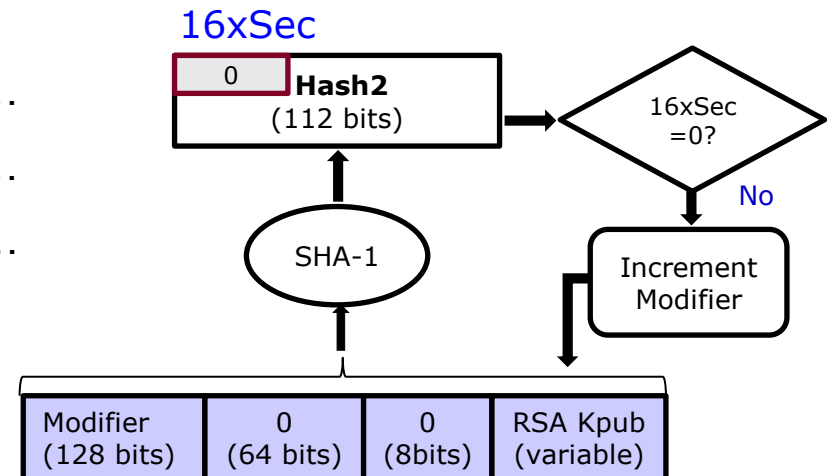 16xSec
0
Hash2
(112 bits)
16xSec
=0?
No
SHA-1
Increment
Modifier
Modifier
(128 bits)
0
(64 bits)
0
(8bits)
RSA Kpub
(variable)